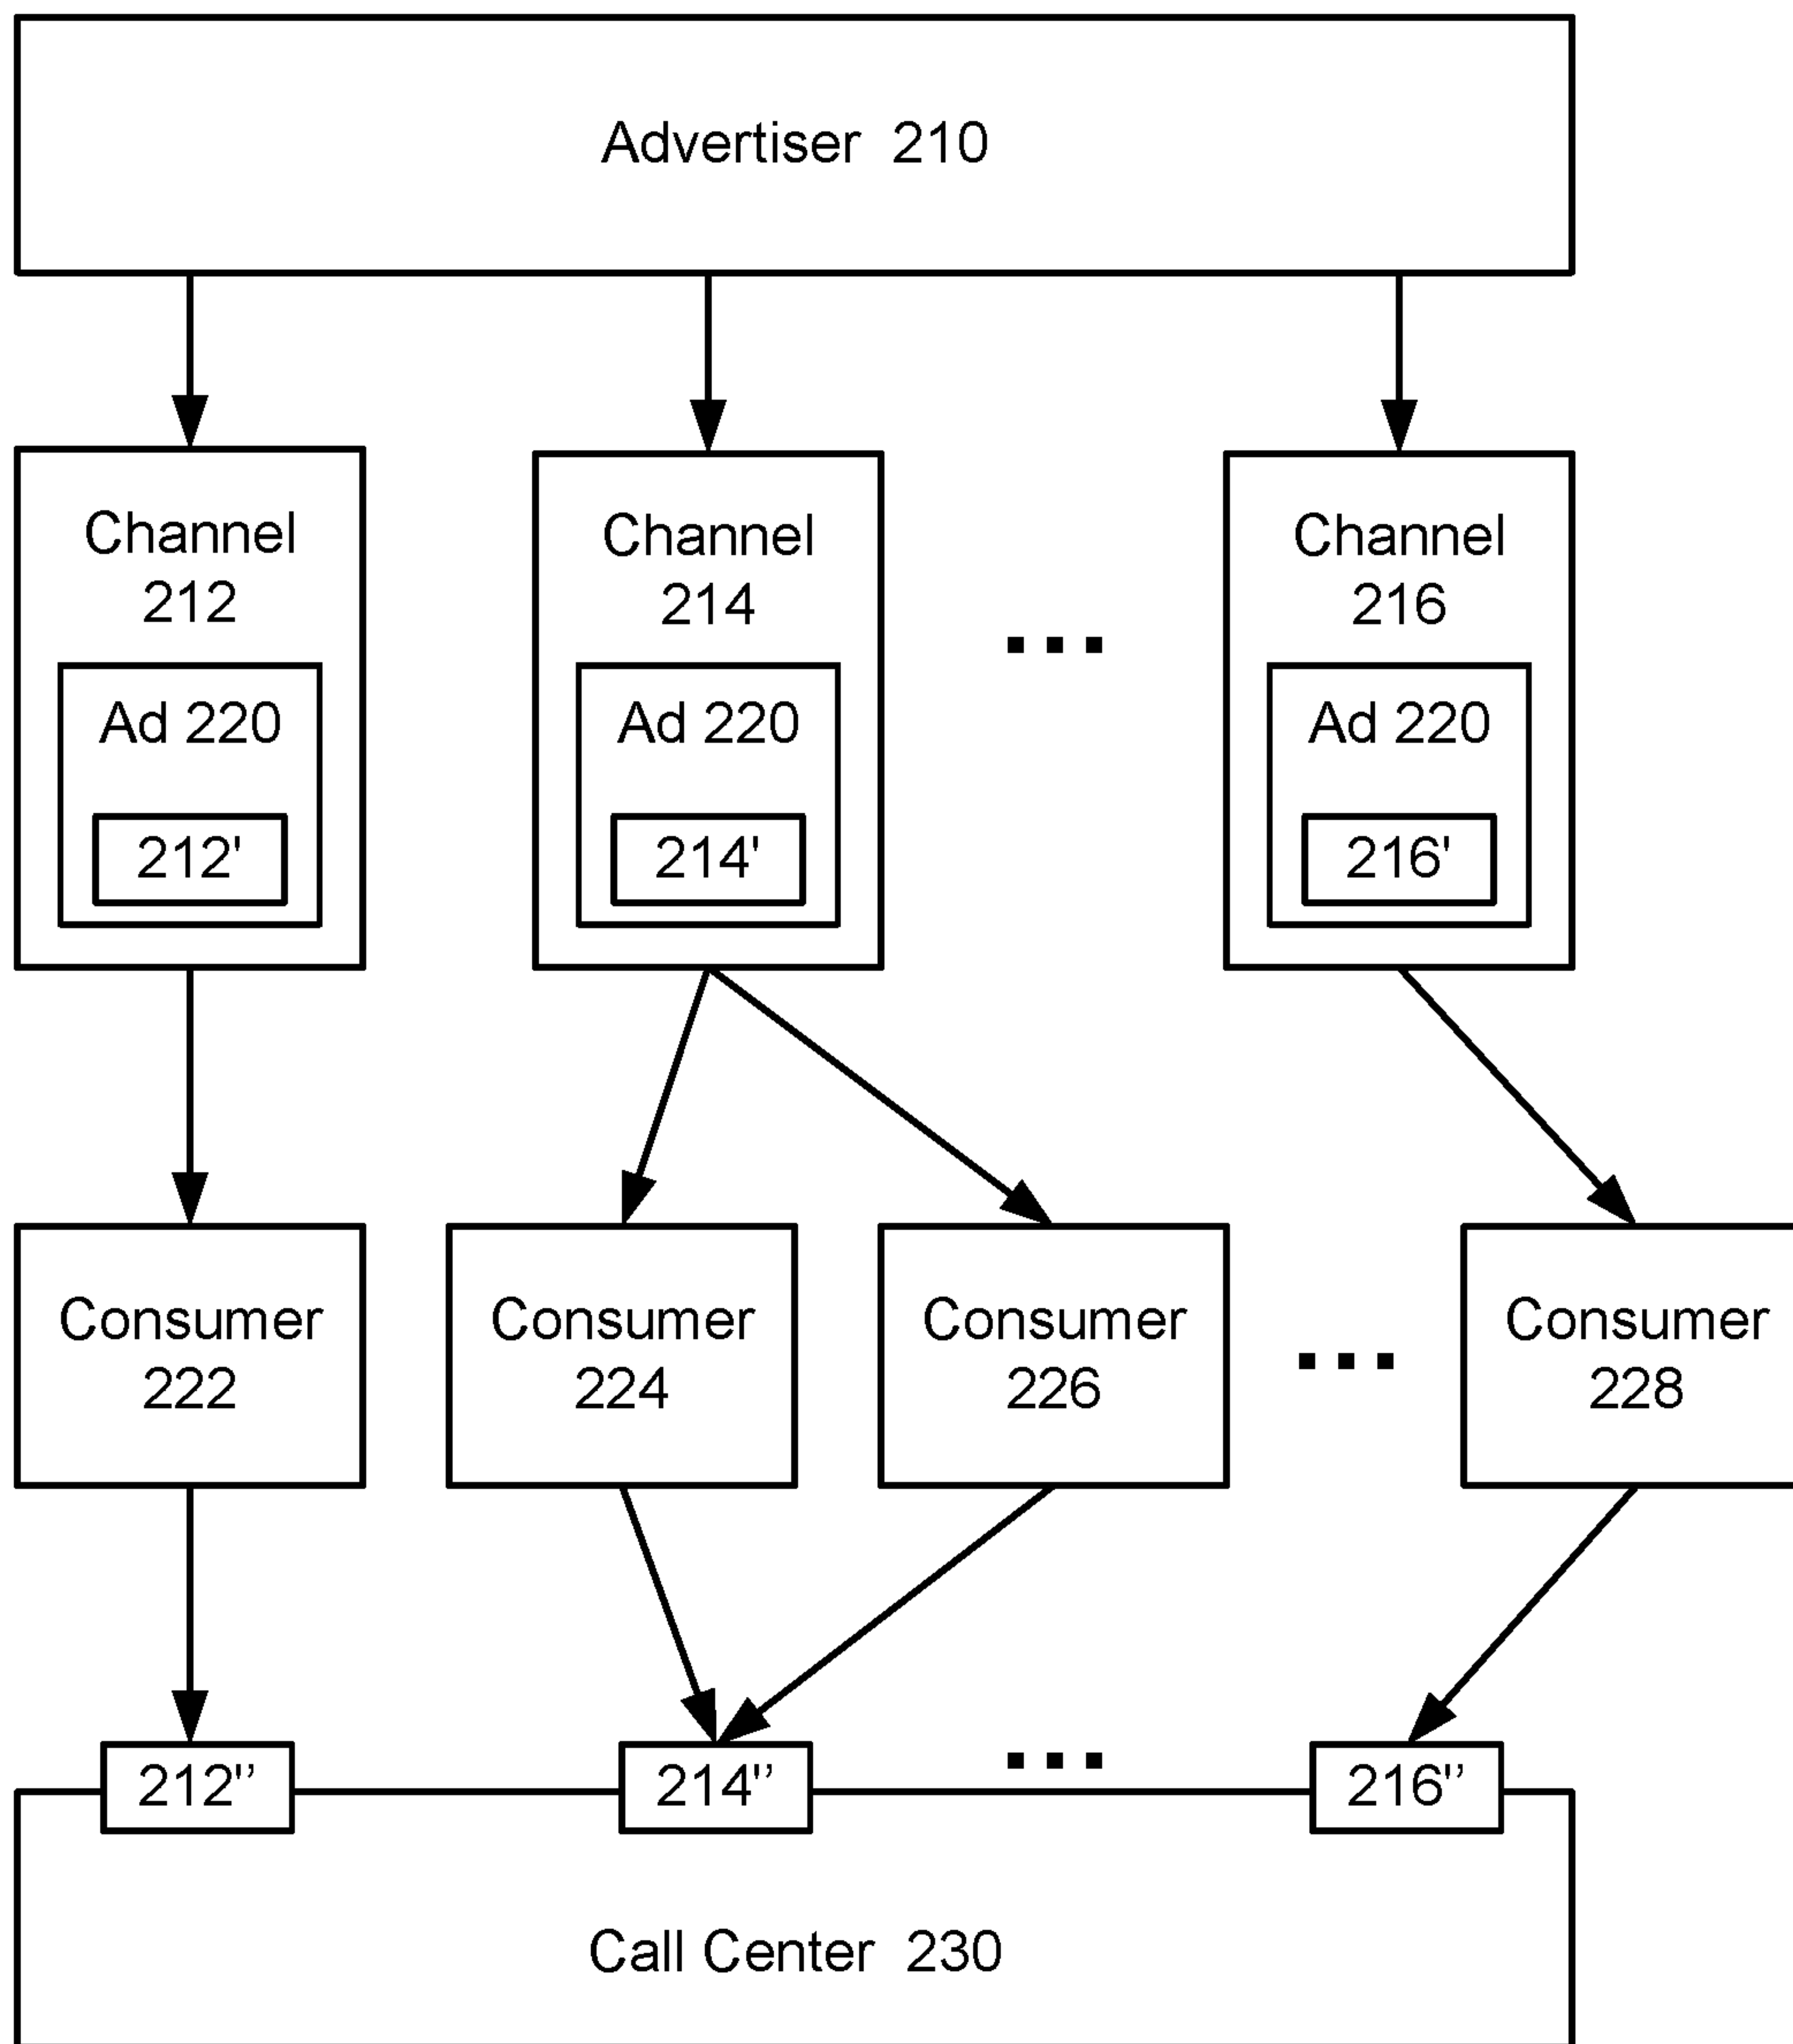 Advertiser 210
Channel
212
Channel
214
Channel
216
Ad 220
Ad 220
Ad 220
212'
214'
216'
Consumer
222
Consumer
224
Consumer
226
Consumer
228
212"
214"
216"
Call Center 230